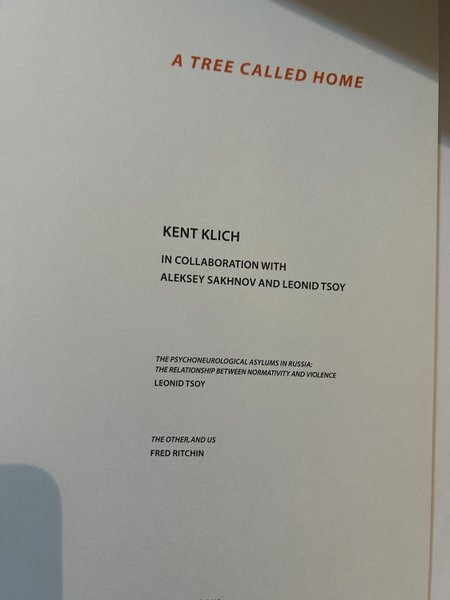 A TREE CALLED HOME
KENT KLICH
IN COLLABORATION WITH
ALEKSEY SAKHNOV AND LEONID TSOY
THE PSYCHONEUROLOGICAL ASYLUMS IN RUSSIA:
THE RELATIONSHIP BETWEEN NORMATIVITY AND VIOLENCE
LEONID TSOY
THE OTHER, AND US
FRED RITCHIN